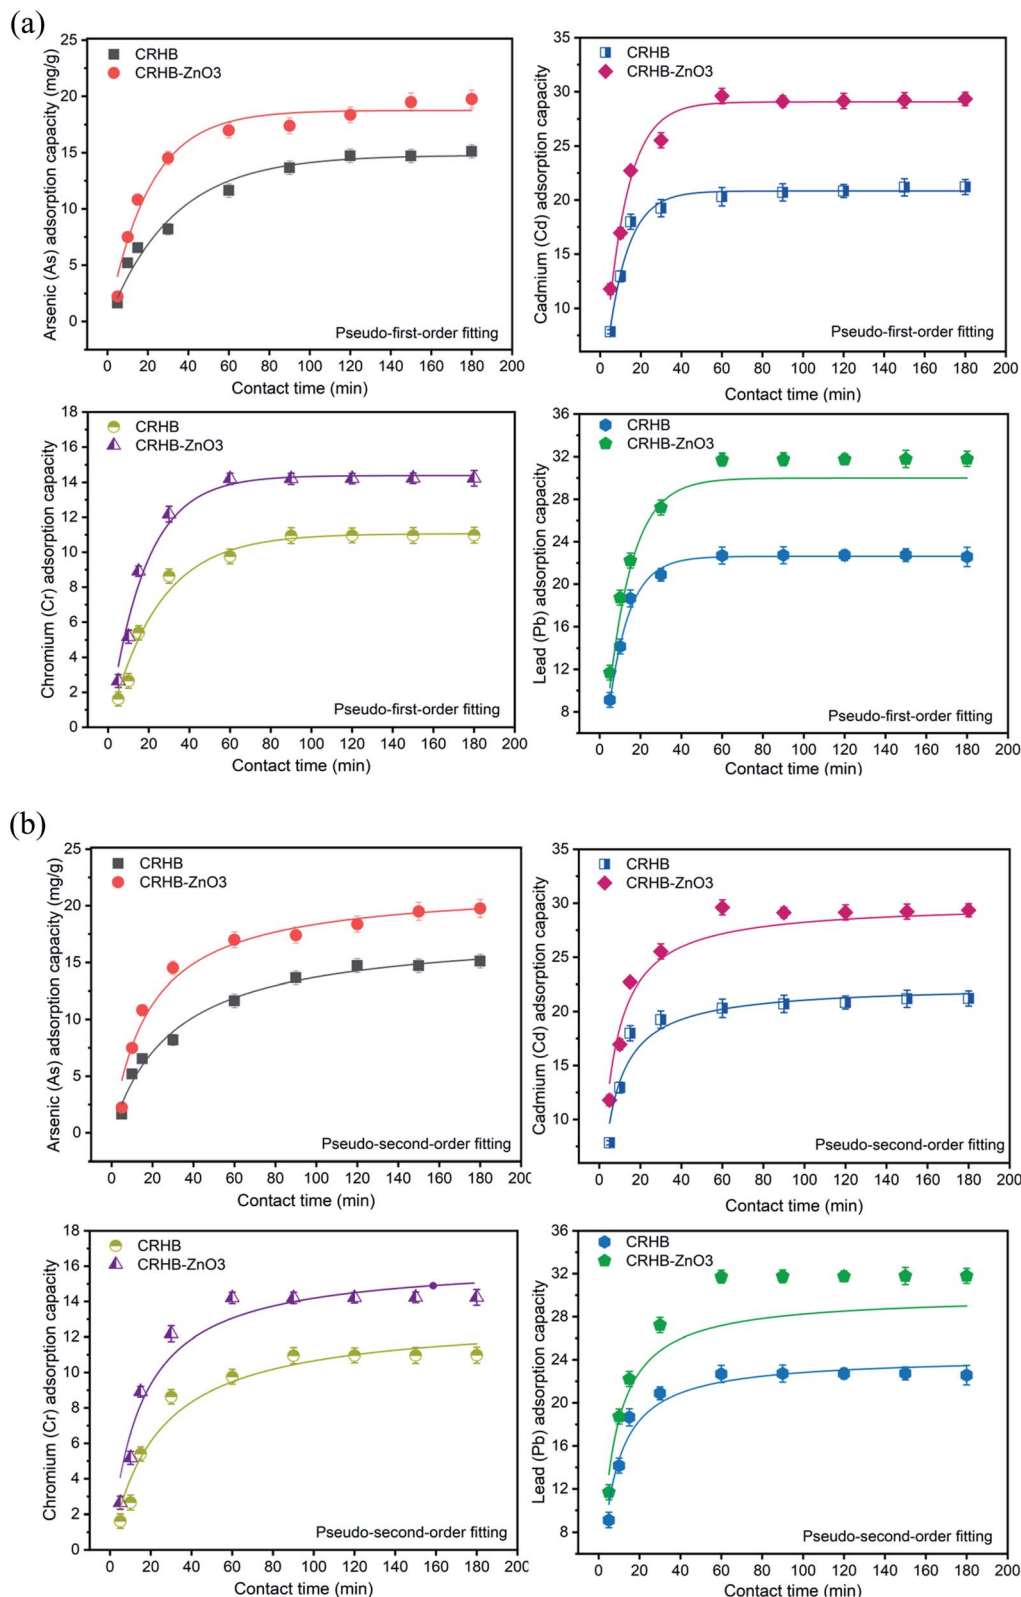 (a)
Arsenic (As) adsorption capacity (mg/g)
25
20
15
10
5
0
CRHB
CRHB-ZnO3
Pseudo-first-order fitting
0 20 40 60 80 100 120 140 160 180 200
Contact time (min)
Cadmium (Cd) adsorption capacity
35
30
25
20
15
10
CRHB
CRHB-ZnO3
Pseudo-first-order fitting
0 20 40 60 80 100 120 140 160 180 200
Contact time (min)
Chromium (Cr) adsorption capacity
18
16
14
12
10
8
6
4
2
0
CRHB
CRHB-ZnO3
Pseudo-first-order fitting
0 20 40 60 80 100 120 140 160 180 200
Contact time (min)
Lead (Pb) adsorption capacity
36
32
28
24
20
16
12
8
CRHB
CRHB-ZnO3
Pseudo-first-order fitting
0 20 40 60 80 100 120 140 160 180 200
Contact time (min)
(b)
Arsenic (As) adsorption capacity (mg/g)
25
20
15
10
5
0
CRHB
CRHB-ZnO3
Pseudo-second-order fitting
0 20 40 60 80 100 120 140 160 180 200
Contact time (min)
Cadmium (Cd) adsorption capacity
35
30
25
20
15
10
CRHB
CRHB-ZnO3
Pseudo-second-order fitting
0 20 40 60 80 100 120 140 160 180 200
Contact time (min)
Chromium (Cr) adsorption capacity
18
16
14
12
10
8
6
4
2
0
CRHB
CRHB-ZnO3
Pseudo-second-order fitting
0 20 40 60 80 100 120 140 160 180 200
Contact time (min)
Lead (Pb) adsorption capacity
36
32
28
24
20
16
12
8
CRHB
CRHB-ZnO3
Pseudo-second-order fitting
0 20 40 60 80 100 120 140 160 180 200
Contact time (min)